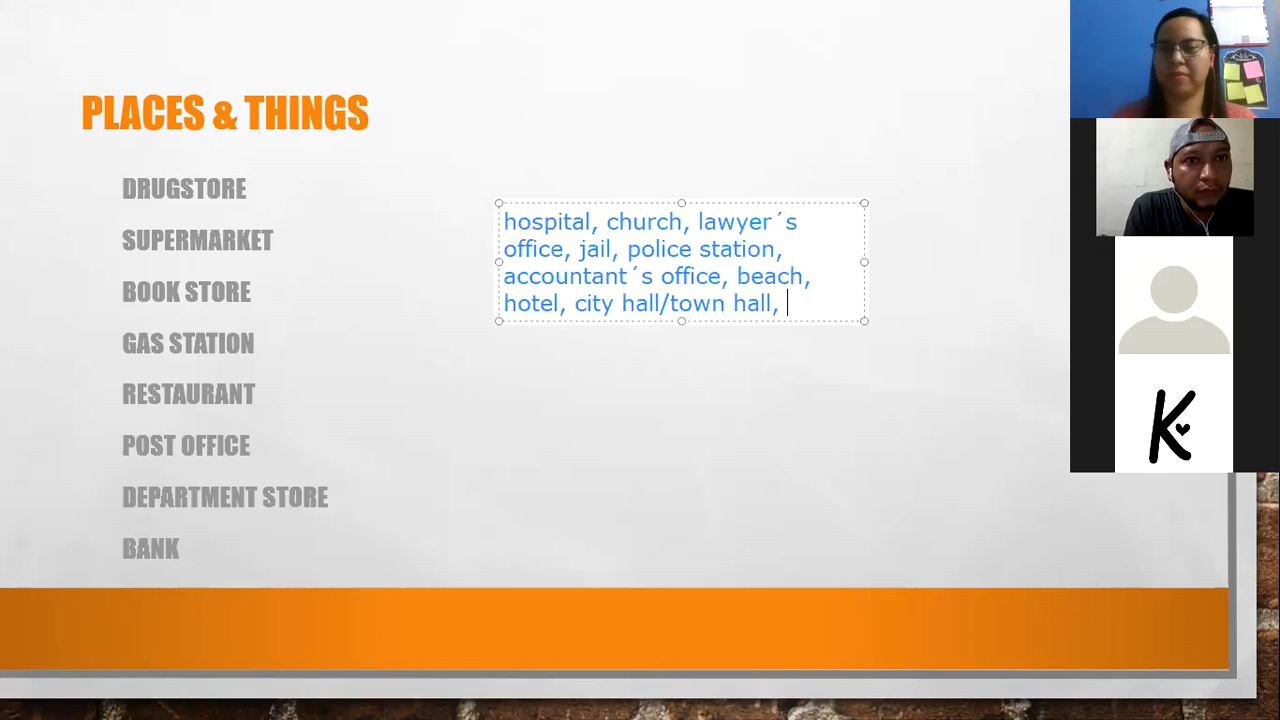 PLACES & THINGS
DRUGSTORE
SUPERMARKET
BOOK STORE
GAS STATION
RESTAURANT
POST OFFICE
DEPARTMENT STORE
BANK
hospital, church, lawyer´s
office, jail, police station,
accountant´s office, beach,
hotel, city hall/town hall,
K